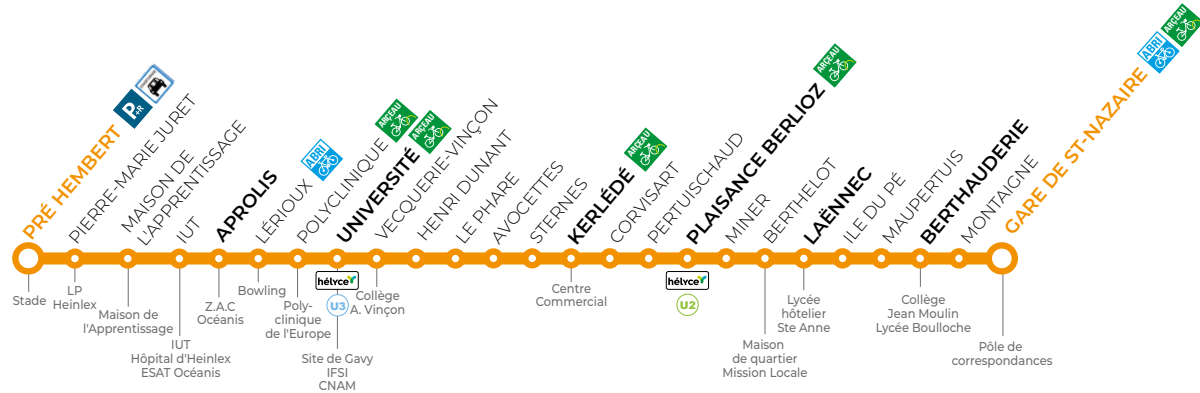 PRÉ HEMBERT
P+R
PIERRE-MARIE JURET
MAISON DE
L'APPRENTISSAGE
IUT
APROLIS
LÉRIOUX
ABRI
POLYCLINIQUE
ARCEAU
UNIVERSITÉ
ARCEAU
VECQUERIE-VINÇON
HENRI DUNANT
LE PHARE
AVOCETTES
STERNES
KERLÉDÉ
ARCEAU
CORVISART
PERTUISCHAUD
PLAISANCE BERLIOZ
ARCEAU
MINER
BERTHELOT
LAËNNEC
ILE DU PÉ
MAUPERTUIS
BERTHAUDERIE
MONTAIGNE
GARE DE ST-NAZAIRE
ABRI
ARCEAU
Stade
LP
Heinlex
Maison de
l'Apprentissage
IUT
Hôpital d'Heinlex
ESAT Océanis
Z.A.C
Océanis
Bowling
Poly-
clinique
de l'Europe
hélyce
U3
Site de Gavy
IFSI
CNAM
Collège
A. Vinçon
Centre
Commercial
hélyce
U2
Maison
de quartier
Mission Locale
Lycée
hôtelier
Ste Anne
Collège
Jean Moulin
Lycée Boulloche
Pôle de
correspondances